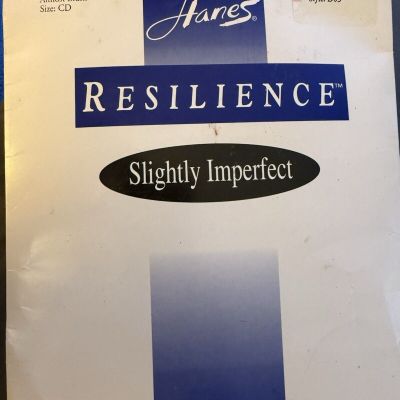 Size: CD
Hanes®
RESILIENCE™
Slightly Imperfect